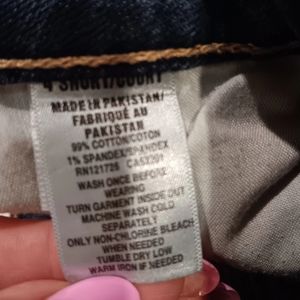 4 SHORT/COURT
MADE IN PAKISTAN/
FABRIQUÉ AU
PAKISTAN
99% COTTON/COTON
1% SPANDEX/SPANDEX
RN121725 CA53291
WASH ONCE BEFORE
WEARING
TURN GARMENT INSIDE OUT
MACHINE WASH COLD
SEPARATELY
ONLY NON-CHLORINE BLEACH
WHEN NEEDED
TUMBLE DRY LOW
WARM IRON IF NEEDED